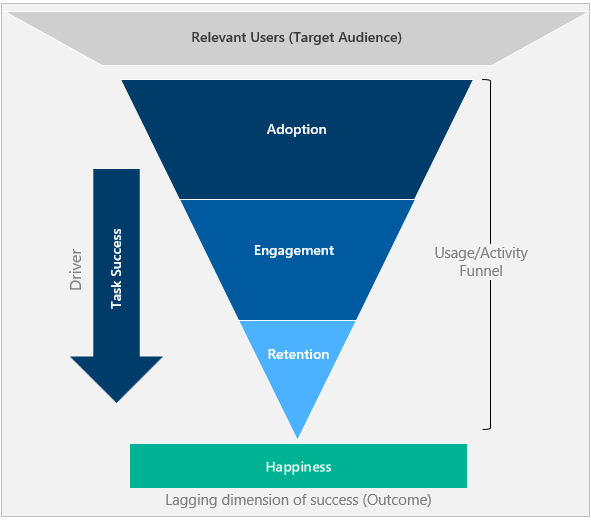 Relevant Users (Target Audience)
Adoption
Engagement
Retention
Driver
Task Success
Usage/Activity
Funnel
Happiness
Lagging dimension of success (Outcome)